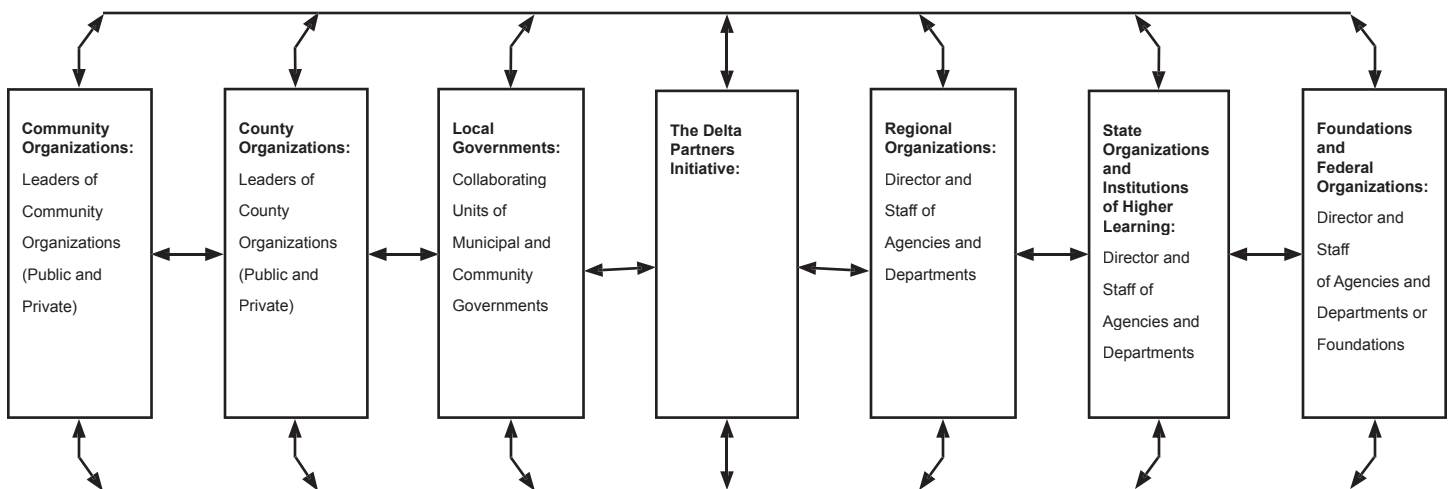 Community
Organizations:
Leaders of
Community
Organizations
(Public and
Private)
County
Organizations:
Leaders of
County
Organizations
(Public and
Private)
Local
Governments:
Collaborating
Units of
Municipal and
Community
Governments
The Delta
Partners
Initiative:
Regional
Organizations:
Director and
Staff of
Agencies and
Departments
State
Organizations
and
Institutions
of Higher
Learning:
Director and
Staff of
Agencies and
Departments
Foundations
and
Federal
Organizations:
Director and
Staff
of Agencies and
Departments or
Foundations